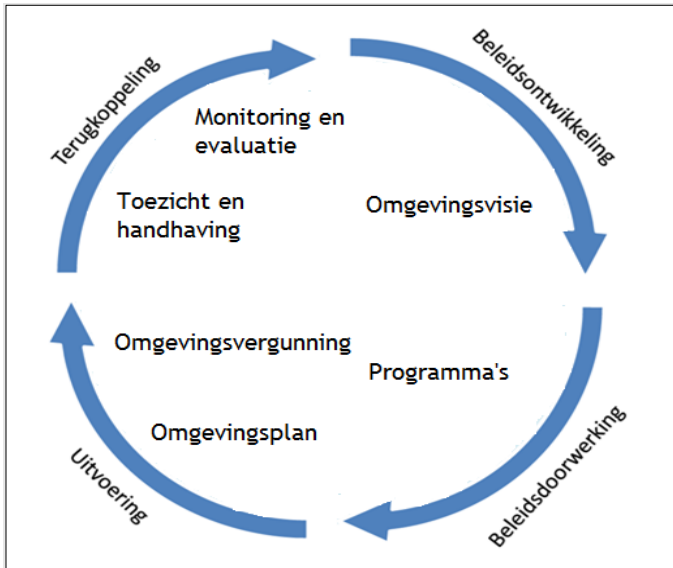 Beleidsontwikkeling
Omgevingsvisie
Beleidsdoorwerking
Programma's
Uitvoering
Omgevingsplan
Omgevingsvergunning
Terugkoppeling
Toezicht en
handhaving
Monitoring en
evaluatie